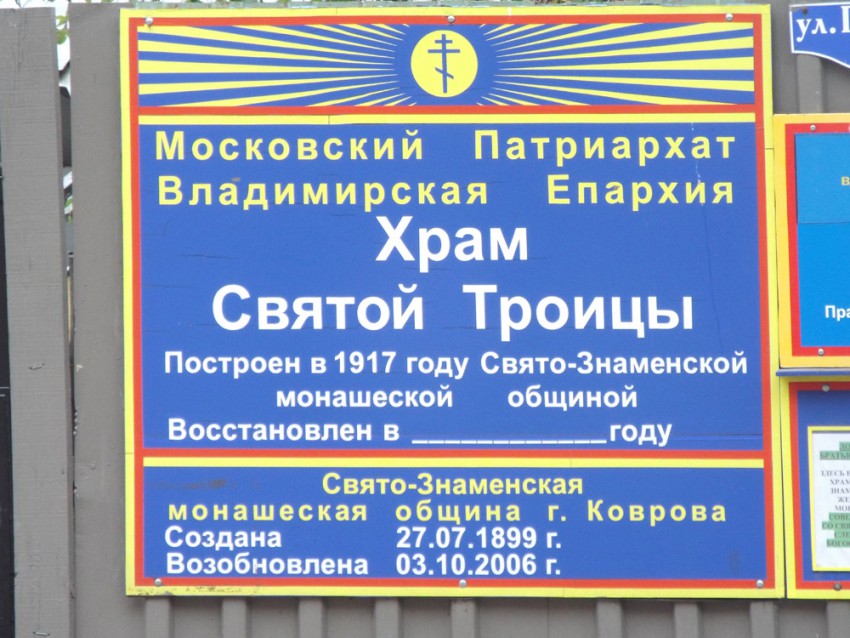 Московский Патриархат
Владимирская Епархия
Храм
Святой Троицы
Построен в 1917 году Свято-Знаменской
монашеской общиной
Восстановлен в ____________году
Свято-Знаменская
монашеская община г. Коврова
Создана 27.07.1899 г.
Возобновлена 03.10.2006 г.
ул.